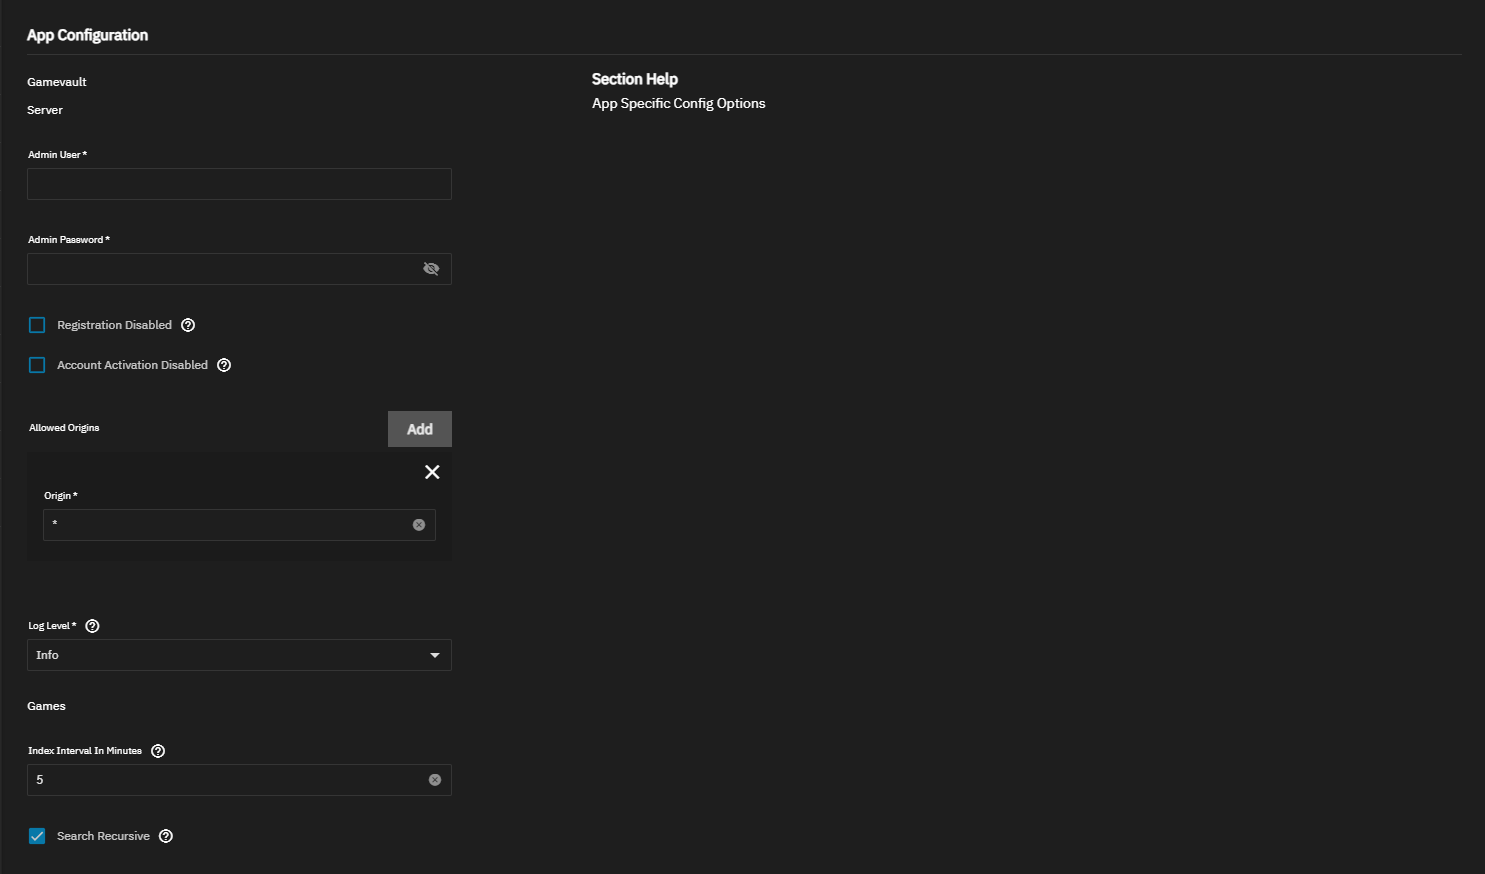 App Configuration
Gamevault
Section Help
App Specific Config Options
Server
Admin User *
Admin Password *
Registration Disabled
Account Activation Disabled
Allowed Origins
Add
Origin *
*
Log Level *
Info
Games
Index Interval In Minutes
5
Search Recursive